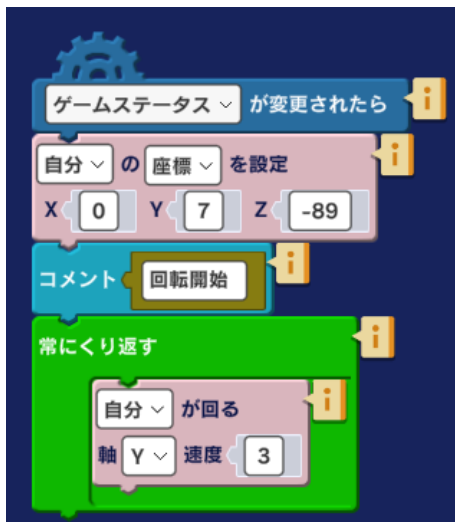 ゲームステータス が変更されたら
自分 の 座標 を設定
X 0 Y 7 Z -89
コメント 回転開始
常にくり返す
自分 が回る
軸 Y 速度 3